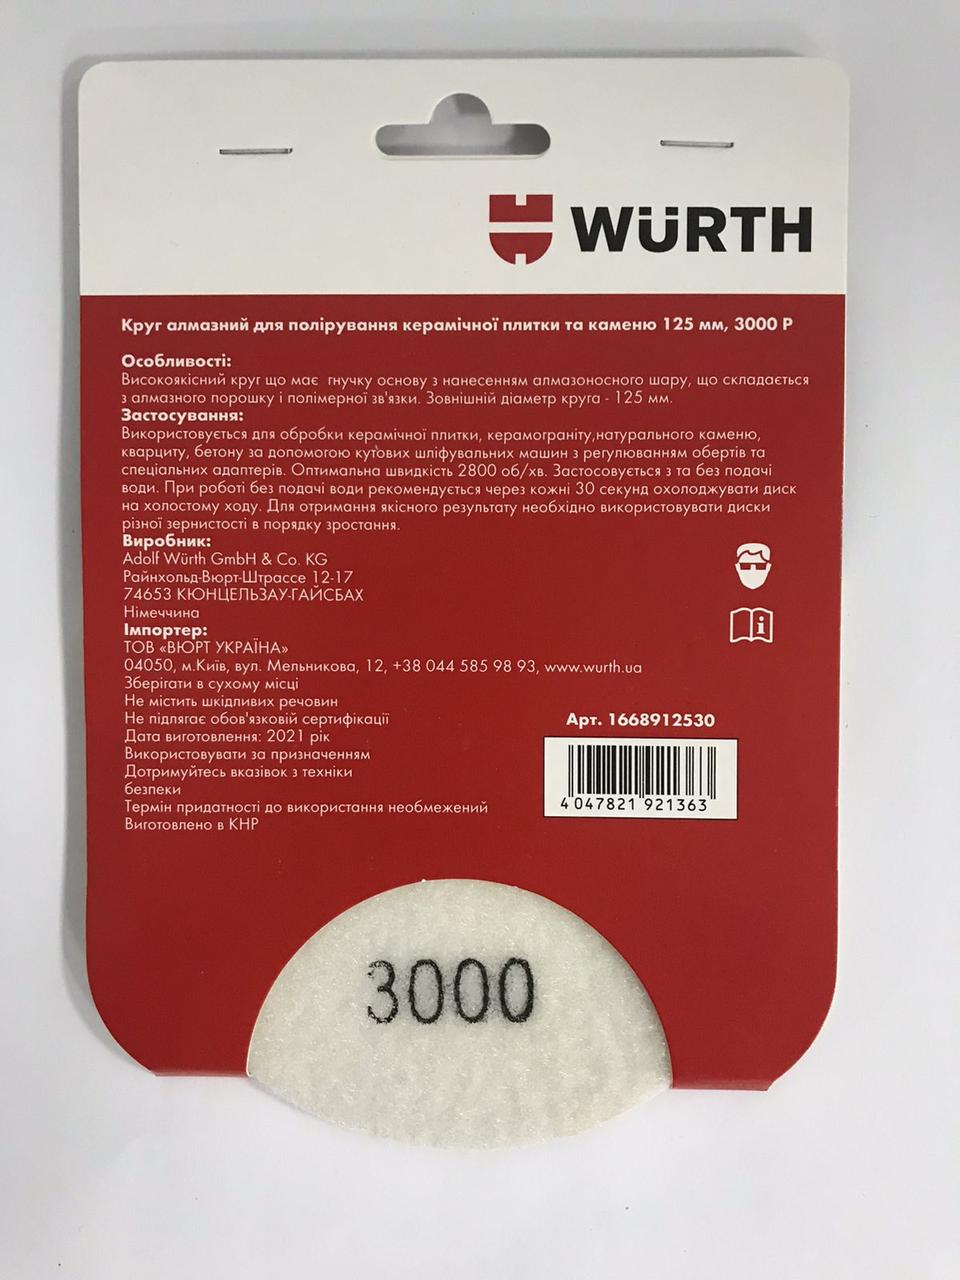 WÜRTH
Круг алмазний для полірування керамічної плитки та каменю 125 мм, 3000 Р
Особливості:
Високоякісний круг що має гнучку основу з нанесенням алмазоносного шару, що складається
з алмазного порошку і полімерної зв'язки. Зовнішній діаметр круга - 125 мм.
Застосування:
Використовується для обробки керамічної плитки, керамограніту,натурального каменю,
кварциту, бетону за допомогою кутових шліфувальних машин з регулюванням обертів та
спеціальних адаптерів. Оптимальна швидкість 2800 об/хв. Застосовується з та без подачі
води. При роботі без подачі води рекомендується через кожні 30 секунд охолоджувати диск
на холостому ходу. Для отримання якісного результату необхідно використовувати диски
різної зернистості в порядку зростання.
Виробник:
Adolf Würth GmbH & Co. KG
Райнхольд-Вюрт-Штрассе 12-17
74653 КЮНЦЕЛЬЗАУ-ГАЙСБАХ
Німеччина
Імпортер:
ТОВ «ВЮРТ УКРАЇНА»
04050, м.Київ, вул. Мельникова, 12, +38 044 585 98 93, www.wurth.ua
Зберігати в сухому місці
Не містить шкідливих речовин
Не підлягає обов'язковій сертифікації
Дата виготовлення: 2021 рік
Використовувати за призначенням
Дотримуйтесь вказівок з техніки
безпеки
Термін придатності до використання необмежений
Виготовлено в КНР
Арт. 1668912530
4 047821 921363
3000